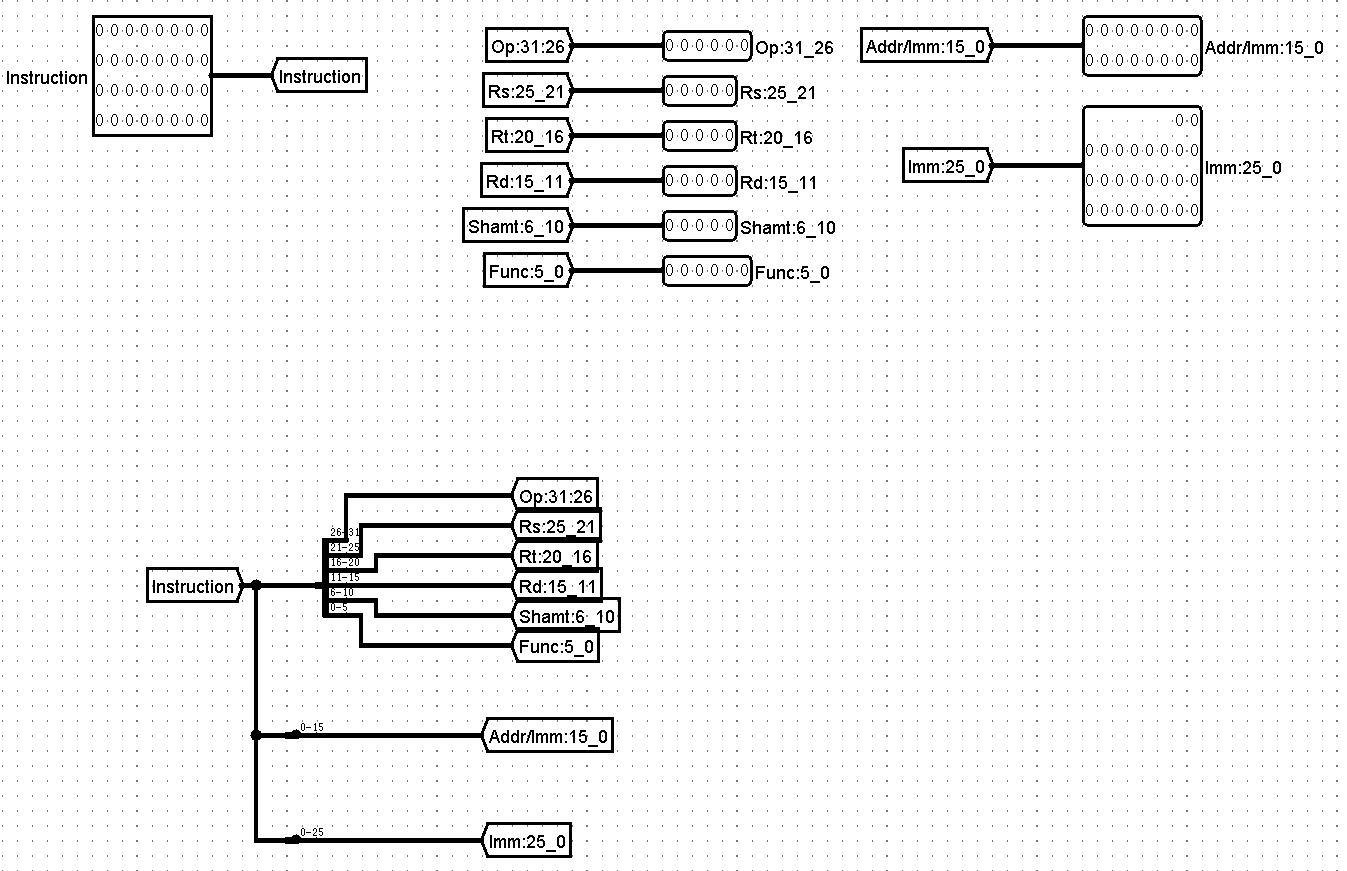 Instruction
0 0 0 0 0 0 0 0
0 0 0 0 0 0 0 0
0 0 0 0 0 0 0 0
0 0 0 0 0 0 0 0
Instruction
Op:31:26
0 0 0 0 0 0
Op:31_26
Rs:25_21
0 0 0 0 0
Rs:25_21
Rt:20_16
0 0 0 0 0
Rt:20_16
Rd:15_11
0 0 0 0 0
Rd:15_11
Shamt:6_10
0 0 0 0 0
Shamt:6_10
Func:5_0
0 0 0 0 0 0
Func:5_0
Addr/Imm:15_0
0 0 0 0 0 0 0 0
0 0 0 0 0 0 0 0
Addr/Imm:15_0
Imm:25_0
0 0
0 0 0 0 0 0 0 0
0 0 0 0 0 0 0 0
0 0 0 0 0 0 0 0
Imm:25_0
Instruction
26-31
21-25
16-20
11-15
6-10
0-5
Op:31:26
Rs:25_21
Rt:20_16
Rd:15_11
Shamt:6_10
Func:5_0
0-15
Addr/Imm:15_0
0-25
Imm:25_0